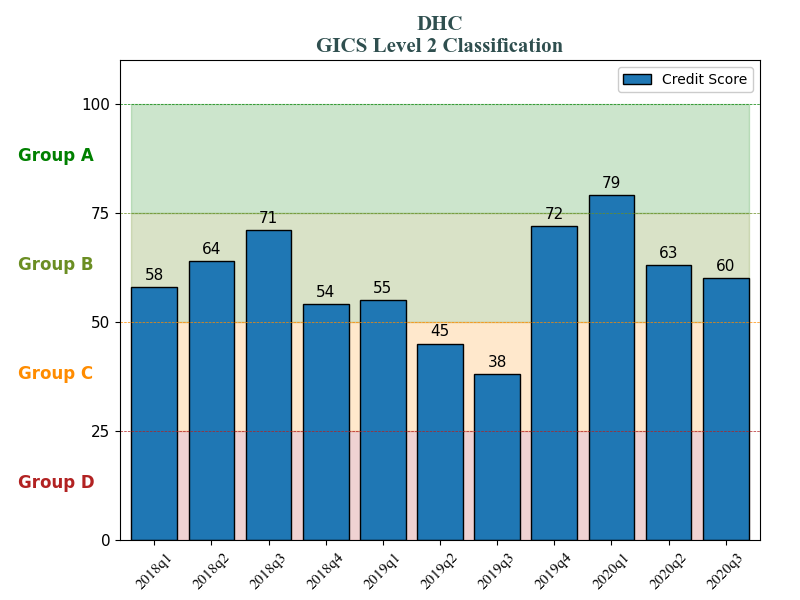 DHC
GICS Level 2 Classification
Credit Score
100
Group A
79
75
72
71
64
63
Group B
60
58
55
54
50
45
38
Group C
25
Group D
0
2018q1 2018q2 2018q3 2018q4 2019q1 2019q2 2019q3 2019q4 2020q1 2020q2 2020q3